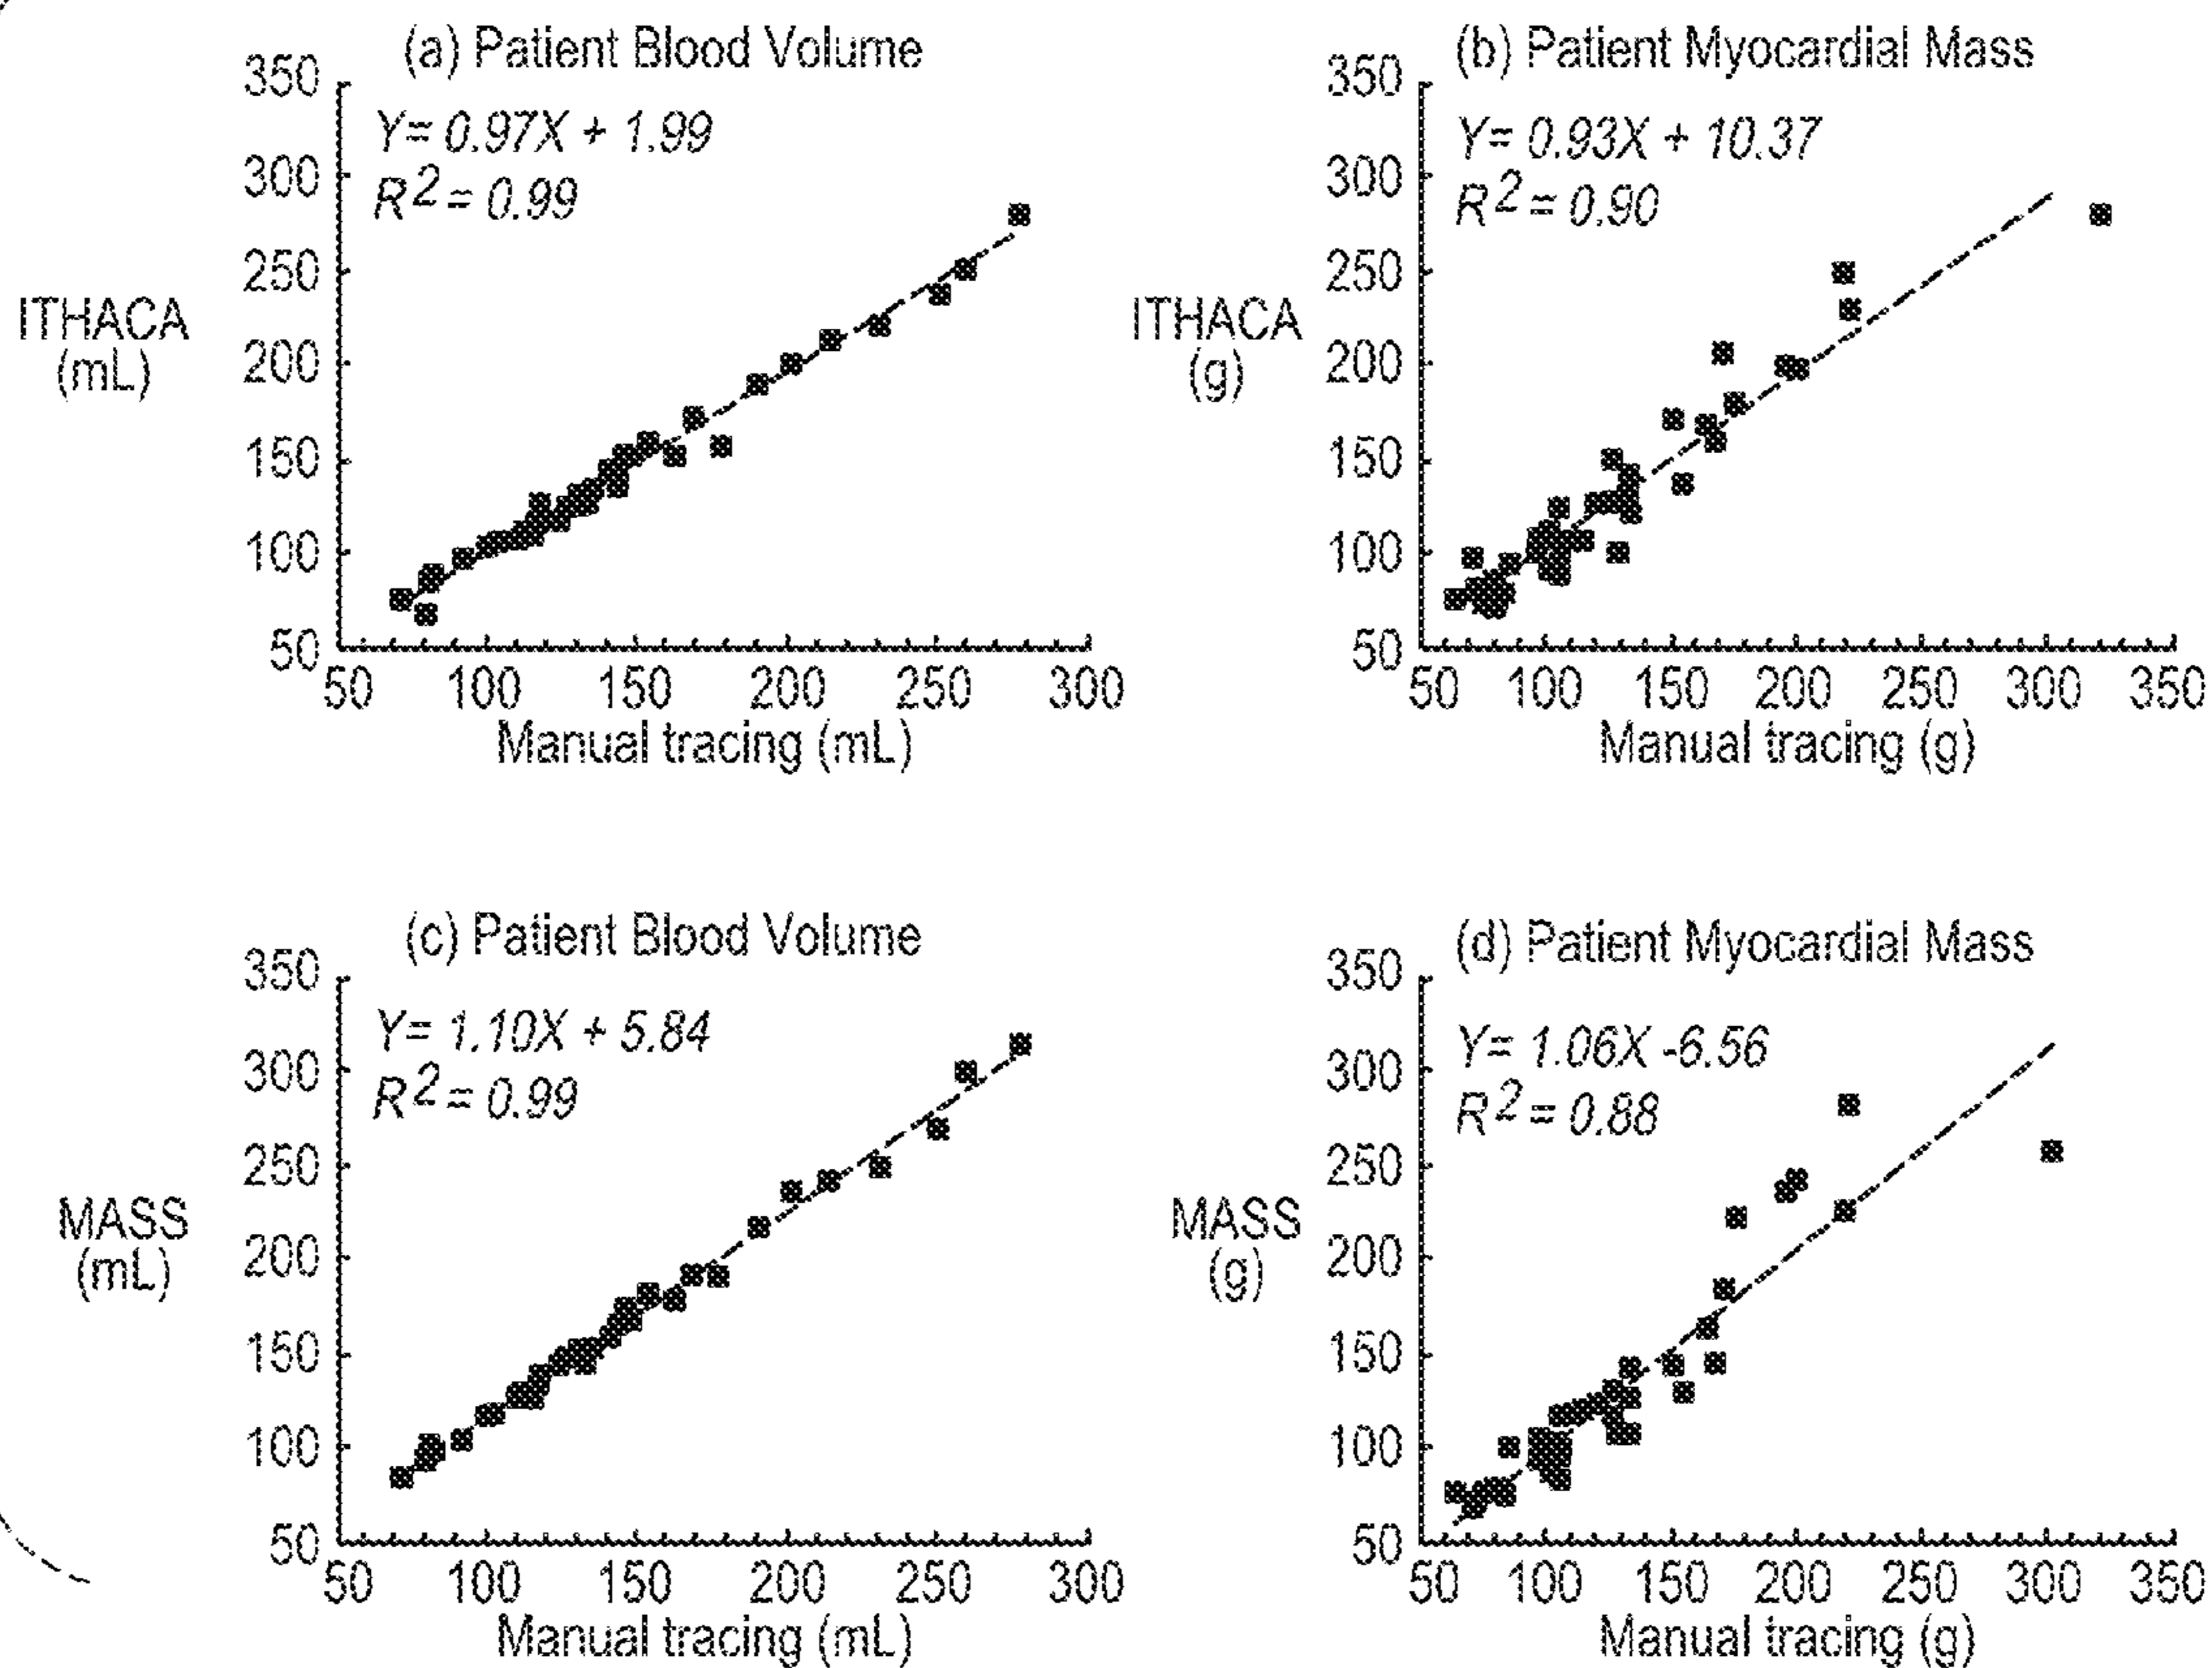 (a) Patient Blood Volume
350
300
250
200
150
100
50
Y= 0.97X + 1.99
R2 = 0.99
ITHACA
(mL)
50 100 150 200 250 300
Manual tracing (mL)
(b) Patient Myocardial Mass
350
300
250
200
150
100
50
Y= 0.93X + 10.37
R2 = 0.90
ITHACA
(g)
50 100 150 200 250 300 350
Manual tracing (g)
(c) Patient Blood Volume
350
300
250
200
150
100
50
Y= 1.10X + 5.84
R2 = 0.99
MASS
(mL)
50 100 150 200 250 300
Manual tracing (mL)
(d) Patient Myocardial Mass
350
300
250
200
150
100
50
Y= 1.06X -6.56
R2 = 0.88
MASS
(g)
50 100 150 200 250 300 350
Manual tracing (g)